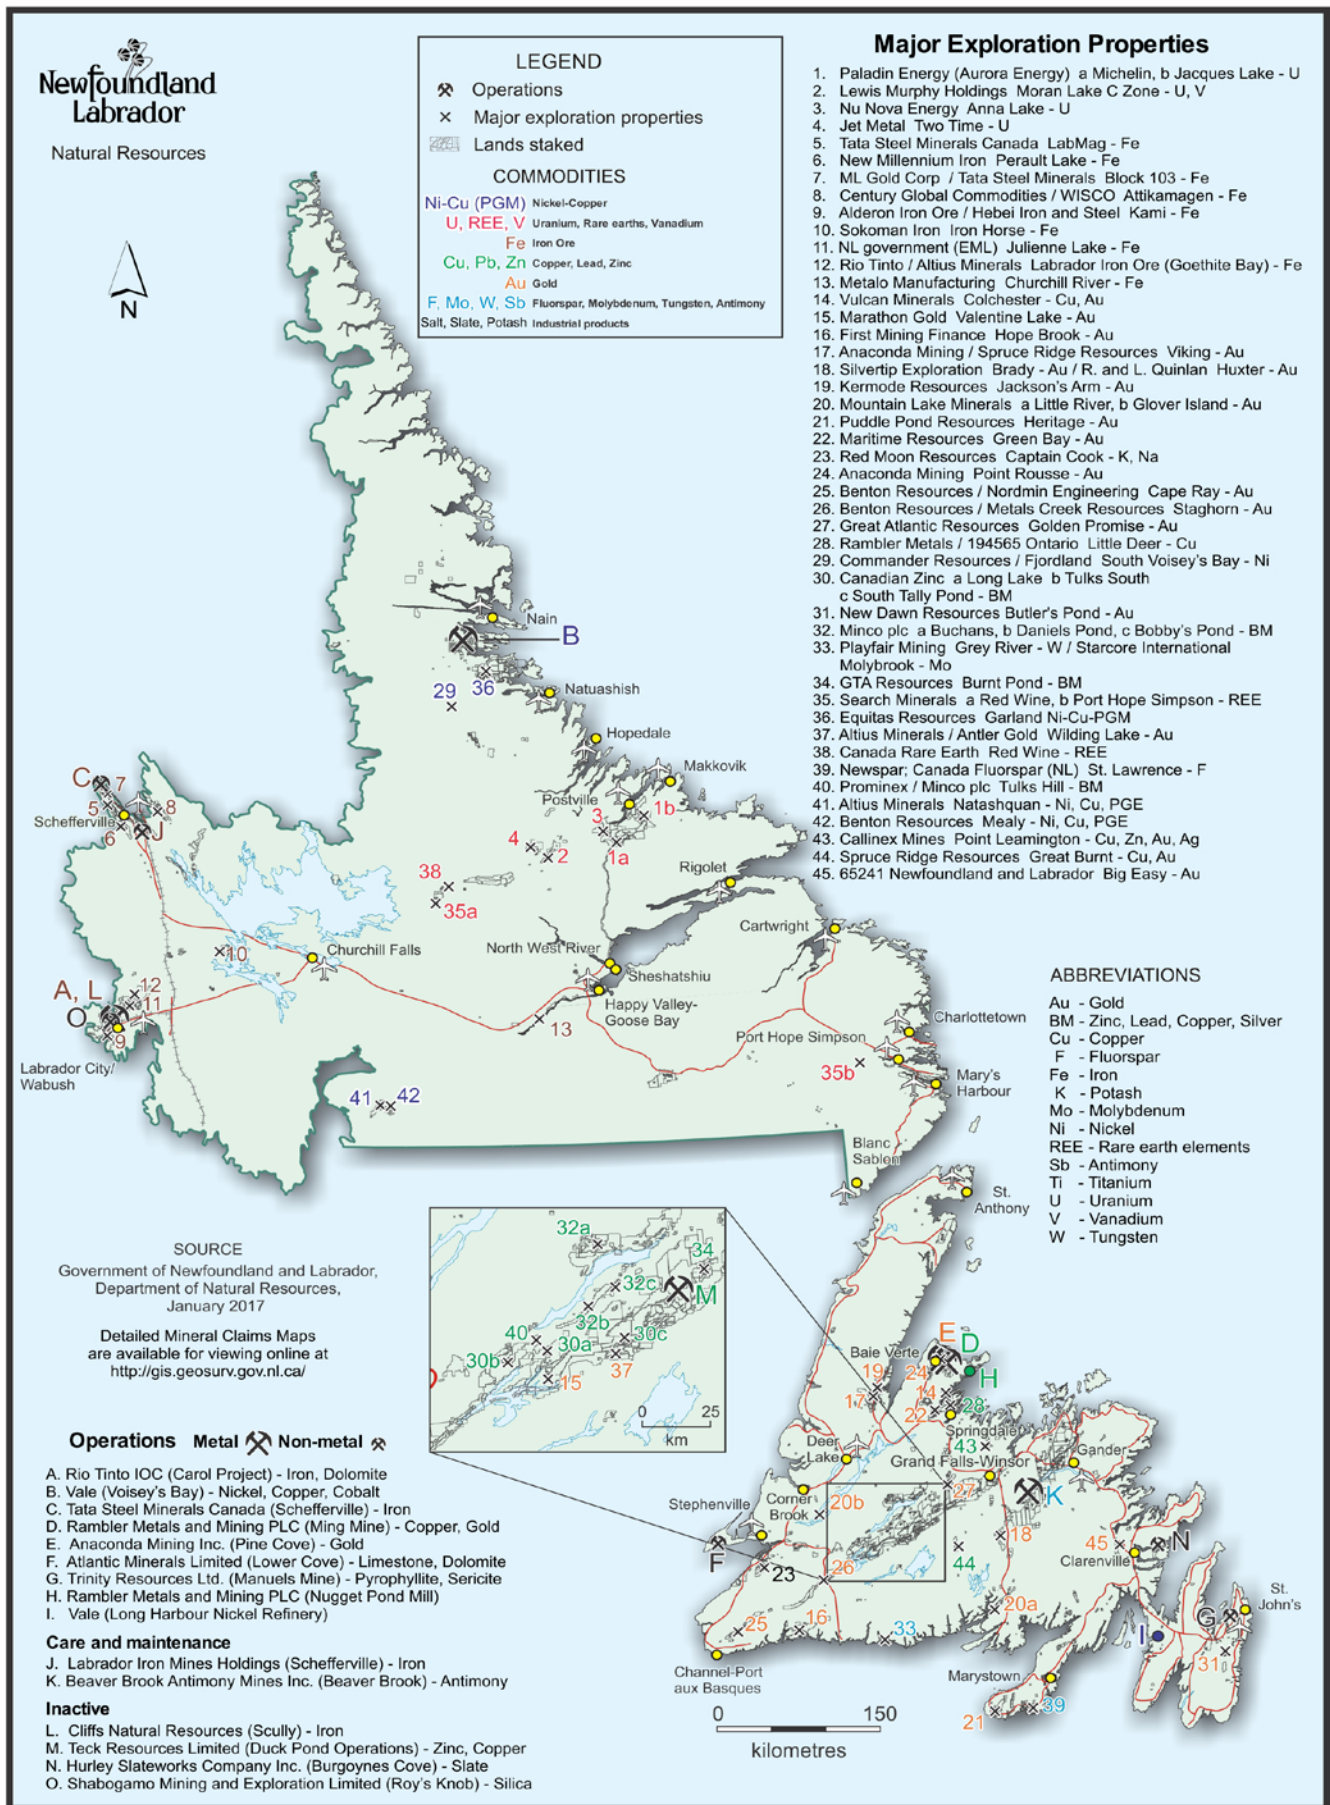 Newfoundland
Labrador
Natural Resources
N
LEGEND
Operations
Major exploration properties
Lands staked
COMMODITIES
Ni-Cu (PGM) Nickel-Copper
U, REE, V Uranium, Rare earths, Vanadium
Fe Iron Ore
Cu, Pb, Zn Copper, Lead, Zinc
Au Gold
F, Mo, W, Sb Fluorspar, Molybdenum, Tungsten, Antimony
Salt, Slate, Potash Industrial products
Major Exploration Properties
1. Paladin Energy (Aurora Energy) a Michelin, b Jacques Lake - U
2. Lewis Murphy Holdings Moran Lake C Zone - U, V
3. Nu Nova Energy Anna Lake - U
4. Jet Metal Two Time - U
5. Tata Steel Minerals Canada LabMag - Fe
6. New Millennium Iron Perault Lake - Fe
7. ML Gold Corp / Tata Steel Minerals Block 103 - Fe
8. Century Global Commodities / WISCO Attikamagen - Fe
9. Alderon Iron Ore / Hebei Iron and Steel Kami - Fe
10. Sokoman Iron Iron Horse - Fe
11. NL government (EML) Julienne Lake - Fe
12. Rio Tinto / Altius Minerals Labrador Iron Ore (Goethite Bay) - Fe
13. Metalo Manufacturing Churchill River - Fe
14. Vulcan Minerals Colchester - Cu, Au
15. Marathon Gold Valentine Lake - Au
16. First Mining Finance Hope Brook - Au
17. Anaconda Mining / Spruce Ridge Resources Viking - Au
18. Silvertip Exploration Brady - Au / R. and L. Quinlan Huxter - Au
19. Kermode Resources Jackson's Arm - Au
20. Mountain Lake Minerals a Little River, b Glover Island - Au
21. Puddle Pond Resources Heritage - Au
22. Maritime Resources Green Bay - Au
23. Red Moon Resources Captain Cook - K, Na
24. Anaconda Mining Point Rousse - Au
25. Benton Resources / Nordmin Engineering Cape Ray - Au
26. Benton Resources / Metals Creek Resources Staghorn - Au
27. Great Atlantic Resources Golden Promise - Au
28. Rambler Metals / 194565 Ontario Little Deer - Cu
29. Commander Resources / Fjordland South Voisey's Bay - Ni
30. Canadian Zinc a Long Lake b Tulks South
c South Tally Pond - BM
31. New Dawn Resources Butler's Pond - Au
32. Minco plc a Buchans, b Daniels Pond, c Bobby's Pond - BM
33. Playfair Mining Grey River - W / Starcore International
Molybrook - Mo
34. GTA Resources Burnt Pond - BM
35. Search Minerals a Red Wine, b Port Hope Simpson - REE
36. Equitas Resources Garland Ni-Cu-PGM
37. Altius Minerals / Antler Gold Wilding Lake - Au
38. Canada Rare Earth Red Wine - REE
39. Newspar; Canada Fluorspar (NL) St. Lawrence - F
40. Prominex / Minco plc Tulks Hill - BM
41. Altius Minerals Natashquan - Ni, Cu, PGE
42. Benton Resources Mealy - Ni, Cu, PGE
43. Callinex Mines Point Leamington - Cu, Zn, Au, Ag
44. Spruce Ridge Resources Great Burnt - Cu, Au
45. 65241 Newfoundland and Labrador Big Easy - Au
Nain
B
36
29
Natuashish
Hopedale
Makkovik
C
7
5
8
Schefferville
6
J
Postville
1b
3
4
2
1a
38
35a
Rigolet
Cartwright
North West River
Churchill Falls
10
Sheshatshiu
A, L
12
11
O
9
Happy Valley-
Goose Bay
13
Labrador City/
Wabush
Charlottetown
Port Hope Simpson
35b
Mary's
Harbour
41
42
Blanc
Sablon
St.
Anthony
ABBREVIATIONS
Au - Gold
BM - Zinc, Lead, Copper, Silver
Cu - Copper
F - Fluorspar
Fe - Iron
K - Potash
Mo - Molybdenum
Ni - Nickel
REE - Rare earth elements
Sb - Antimony
Ti - Titanium
U - Uranium
V - Vanadium
W - Tungsten
SOURCE
Government of Newfoundland and Labrador,
Department of Natural Resources,
January 2017
Detailed Mineral Claims Maps
are available for viewing online at
http://gis.geosurv.gov.nl.ca/
32a
34
32c
M
32b
40
30a
30c
30b
37
15
0 25
km
E
D
Baie Verte
24
H
19
14
17
28
22
Springdale
43
Deer
Lake
Grand Falls-Winsor
Gander
27
K
Stephenville
Corner
Brook
20b
18
45
N
F
44
Clarenville
23
26
St.
John's
20a
G
25
16
33
I
31
Marystown
Channel-Port
aux Basques
21
39
0 150
kilometres
Operations Metal Non-metal
A. Rio Tinto IOC (Carol Project) - Iron, Dolomite
B. Vale (Voisey's Bay) - Nickel, Copper, Cobalt
C. Tata Steel Minerals Canada (Schefferville) - Iron
D. Rambler Metals and Mining PLC (Ming Mine) - Copper, Gold
E. Anaconda Mining Inc. (Pine Cove) - Gold
F. Atlantic Minerals Limited (Lower Cove) - Limestone, Dolomite
G. Trinity Resources Ltd. (Manuels Mine) - Pyrophyllite, Sericite
H. Rambler Metals and Mining PLC (Nugget Pond Mill)
I. Vale (Long Harbour Nickel Refinery)
Care and maintenance
J. Labrador Iron Mines Holdings (Schefferville) - Iron
K. Beaver Brook Antimony Mines Inc. (Beaver Brook) - Antimony
Inactive
L. Cliffs Natural Resources (Scully) - Iron
M. Teck Resources Limited (Duck Pond Operations) - Zinc, Copper
N. Hurley Slateworks Company Inc. (Burgoynes Cove) - Slate
O. Shabogamo Mining and Exploration Limited (Roy's Knob) - Silica